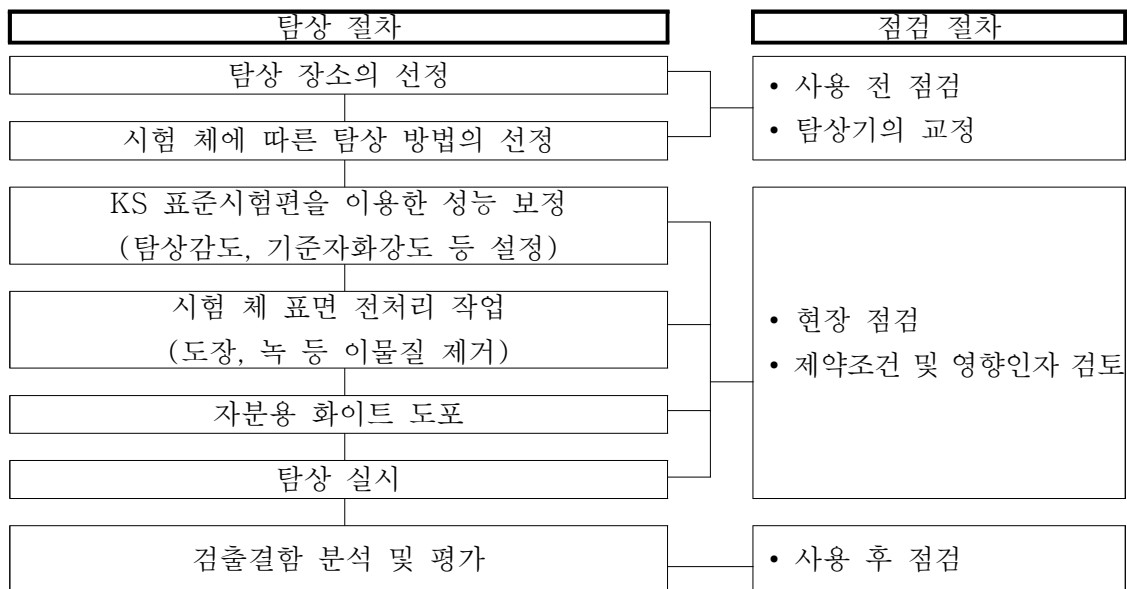 탐상 절차
점검 절차
탐상 장소의 선정
시험 체에 따른 탐상 방법의 선정
• 사용 전 점검
• 탐상기의 교정
KS 표준시험편을 이용한 성능 보정
(탐상감도, 기준자화강도 등 설정)
시험 체 표면 전처리 작업
(도장, 녹 등 이물질 제거)
자분용 화이트 도포
탐상 실시
• 현장 점검
• 제약조건 및 영향인자 검토
검출결함 분석 및 평가
• 사용 후 점검